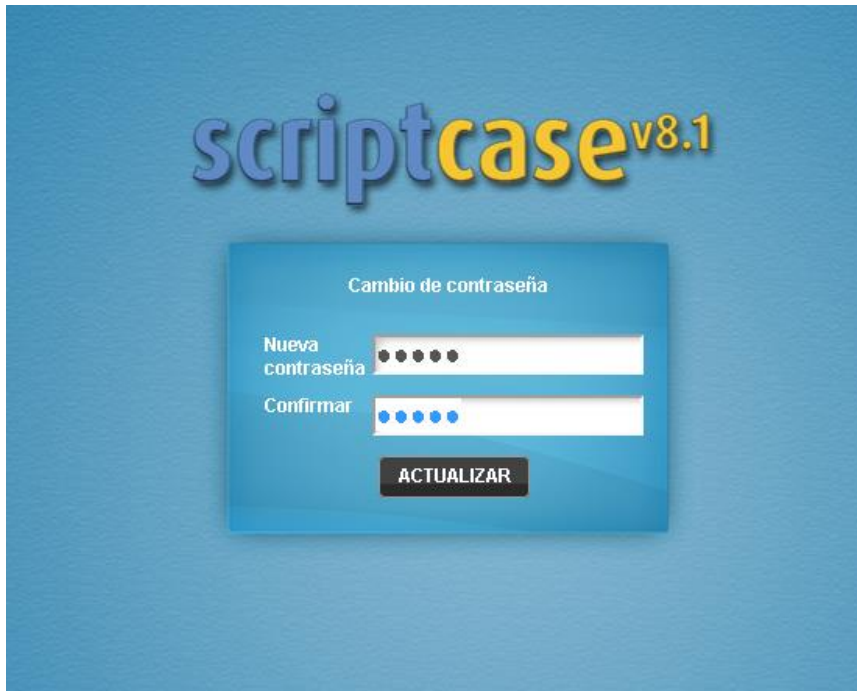 scriptcasev8.1
Cambio de contraseña
Nueva
contraseña
Confirmar
ACTUALIZAR